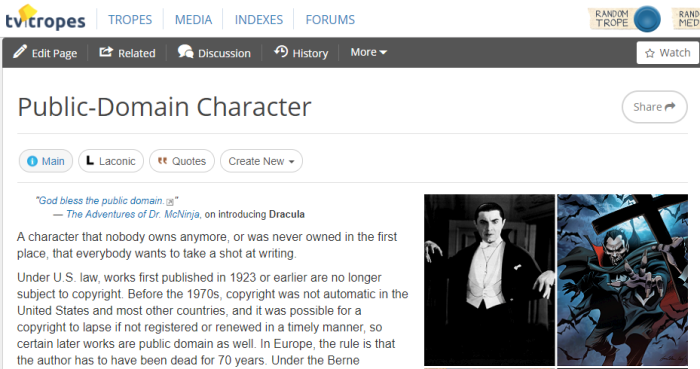 tvtropes TROPES MEDIA INDEXES FORUMS RANDOM TROPE RAND MED
Edit Page Related Discussion History More Watch
Public-Domain Character
Share
Main Laconic Quotes Create New
"God bless the public domain."
— The Adventures of Dr. McNinja, on introducing Dracula
A character that nobody owns anymore, or was never owned in the first
place, that everybody wants to take a shot at writing.
Under U.S. law, works first published in 1923 or earlier are no longer
subject to copyright. Before the 1970s, copyright was not automatic in the
United States and most other countries, and it was possible for a
copyright to lapse if not registered or renewed in a timely manner, so
certain later works are public domain as well. In Europe, the rule is that
the author has to have been dead for 70 years. Under the Berne